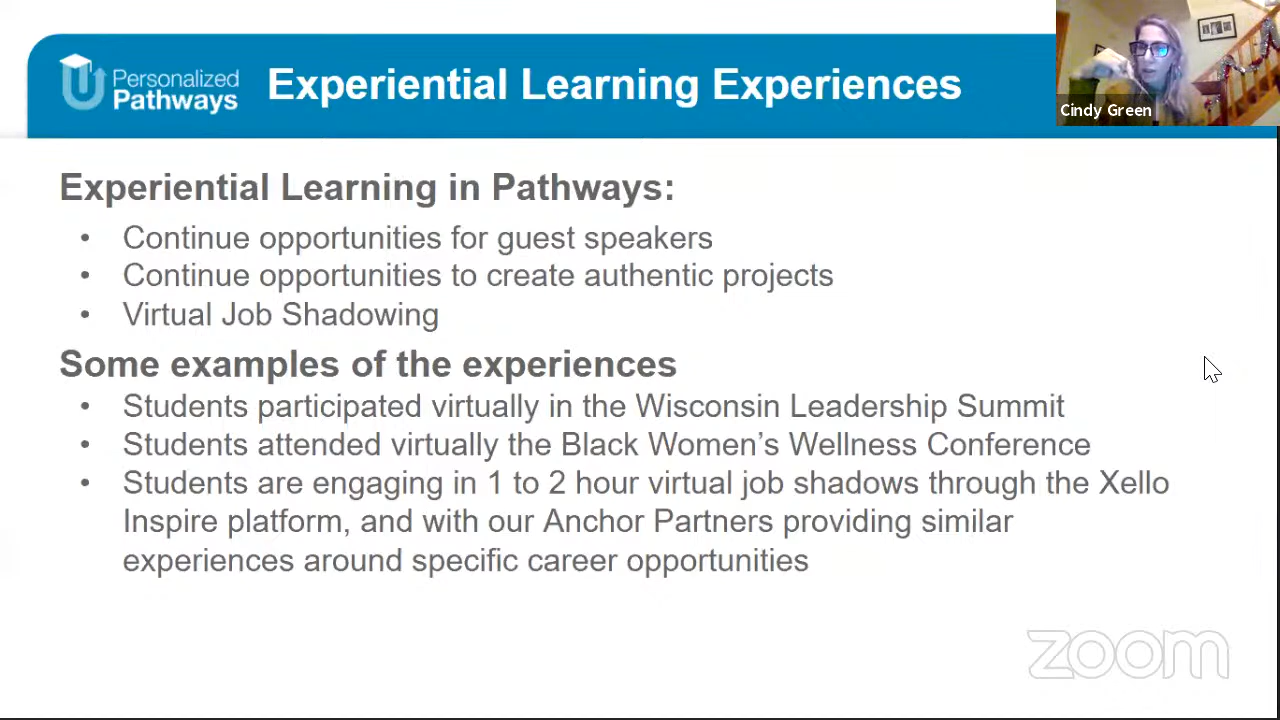 Personalized
Pathways
Experiential Learning Experiences
Cindy Green
Experiential Learning in Pathways:
• Continue opportunities for guest speakers
• Continue opportunities to create authentic projects
• Virtual Job Shadowing
Some examples of the experiences
• Students participated virtually in the Wisconsin Leadership Summit
• Students attended virtually the Black Women’s Wellness Conference
• Students are engaging in 1 to 2 hour virtual job shadows through the Xello
Inspire platform, and with our Anchor Partners providing similar
experiences around specific career opportunities
zoom